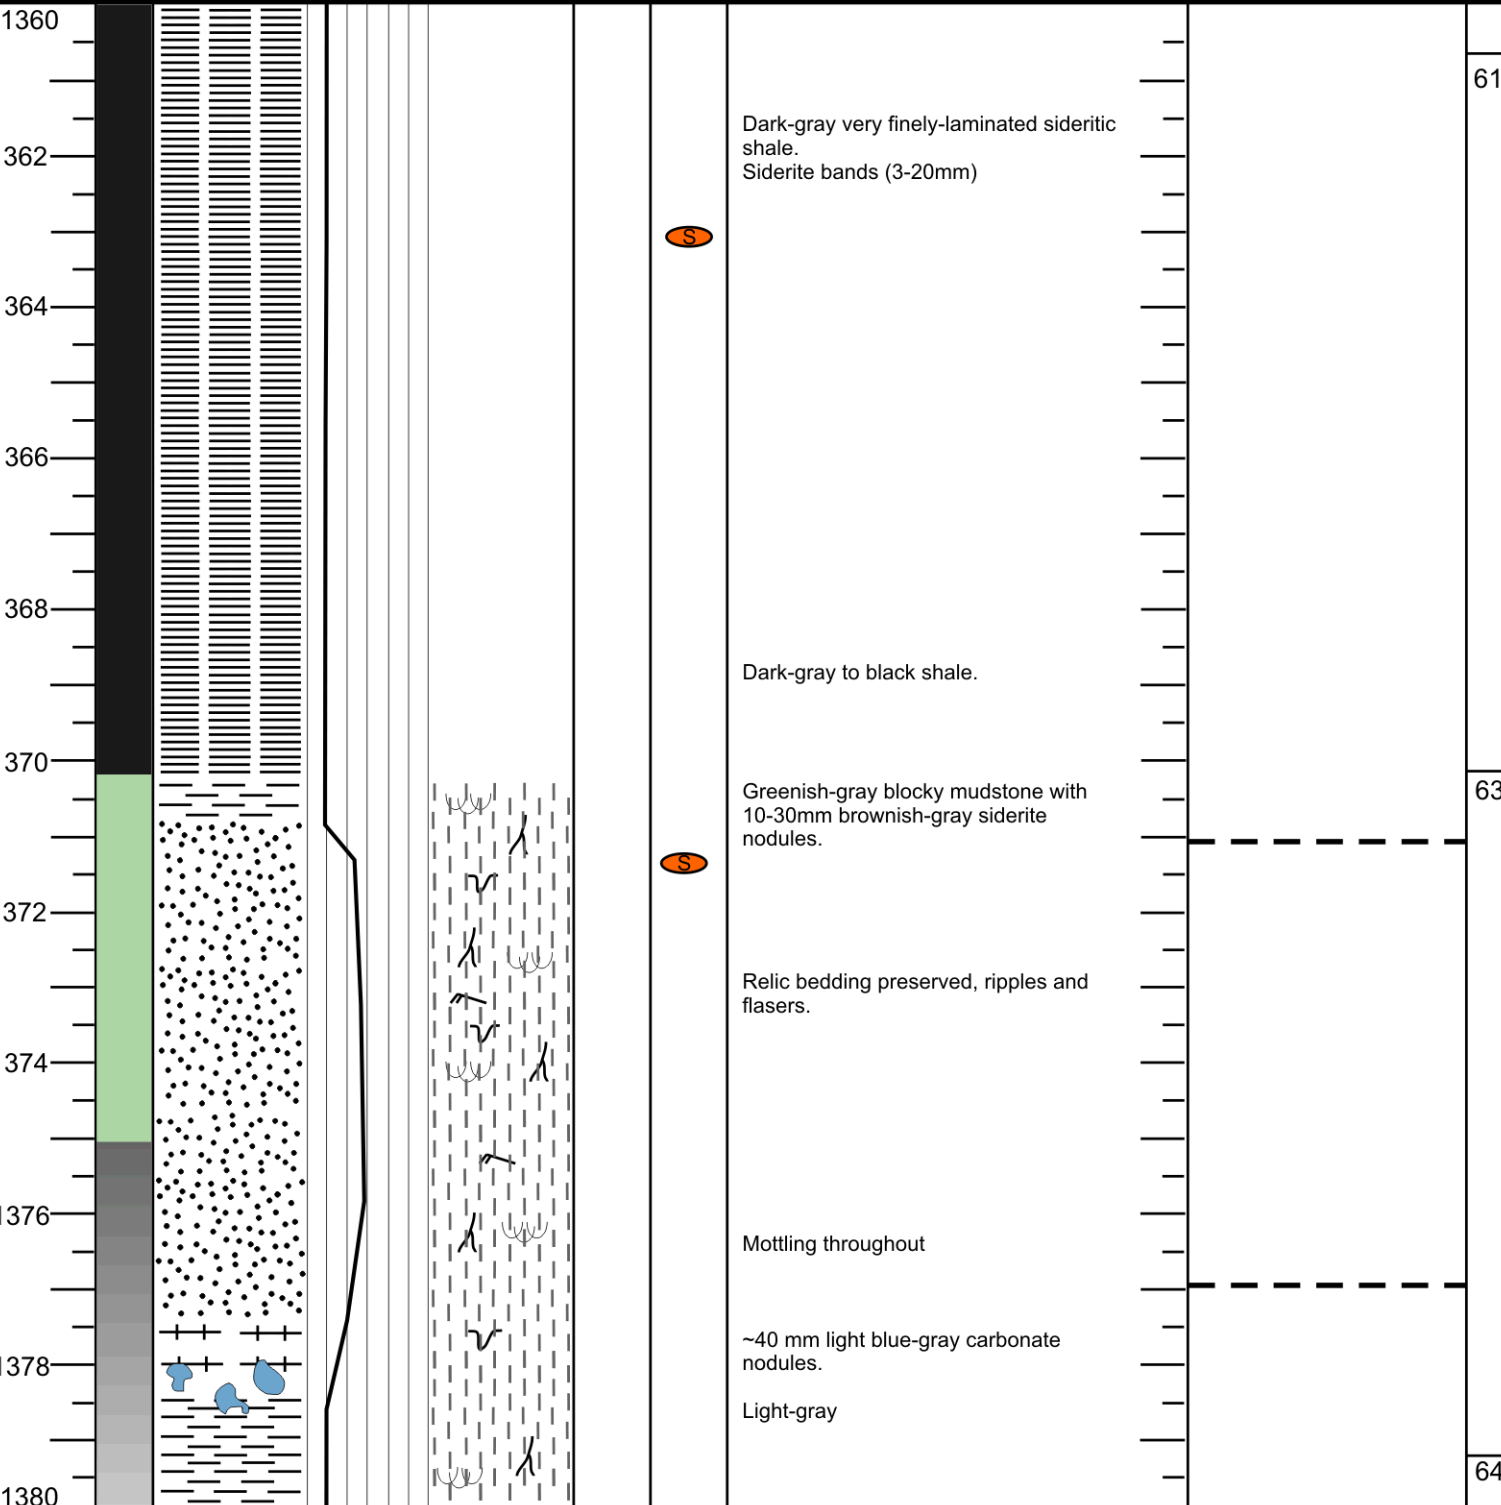 1360
61
Dark-gray very finely-laminated sideritic
shale.
362
Siderite bands (3-20mm)
S
364
366
368
Dark-gray to black shale.
370
63
Greenish-gray blocky mudstone with
10-30mm brownish-gray siderite
nodules.
S
372
Relic bedding preserved, ripples and
flasers.
374
1376
Mottling throughout
~40 mm light blue-gray carbonate
nodules.
1378
Light-gray
64
1380